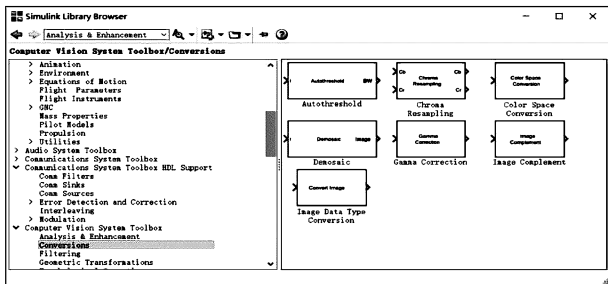 Simulink Library Browser
Analysis & Enhancement
Computer Vision System Toolbox/Conversions
Animation
Environment
Equations of Motion
Flight Parameters
Flight Instruments
GNC
Mass Properties
Pilot Models
Propulsion
Utilities
Audio System Toolbox
Communications System Toolbox
Communications System Toolbox HDL Support
Comm Filters
Comm Sinks
Comm Sources
Error Detection and Correction
Interleaving
Modulation
Computer Vision System Toolbox
Analysis & Enhancement
Conversions
Filtering
Geometric Transformations
Autothreshold BW
Autothreshold
Cb Chroma Resampling Cb
Cr Cr
Chroma
Resampling
Color Space
Conversion
Color Space
Conversion
Demosaic Image
Demosaic
Gamma
Correction
Gamma Correction
Image
Complement
Image Complement
Convert Image
Image Data Type
Conversion